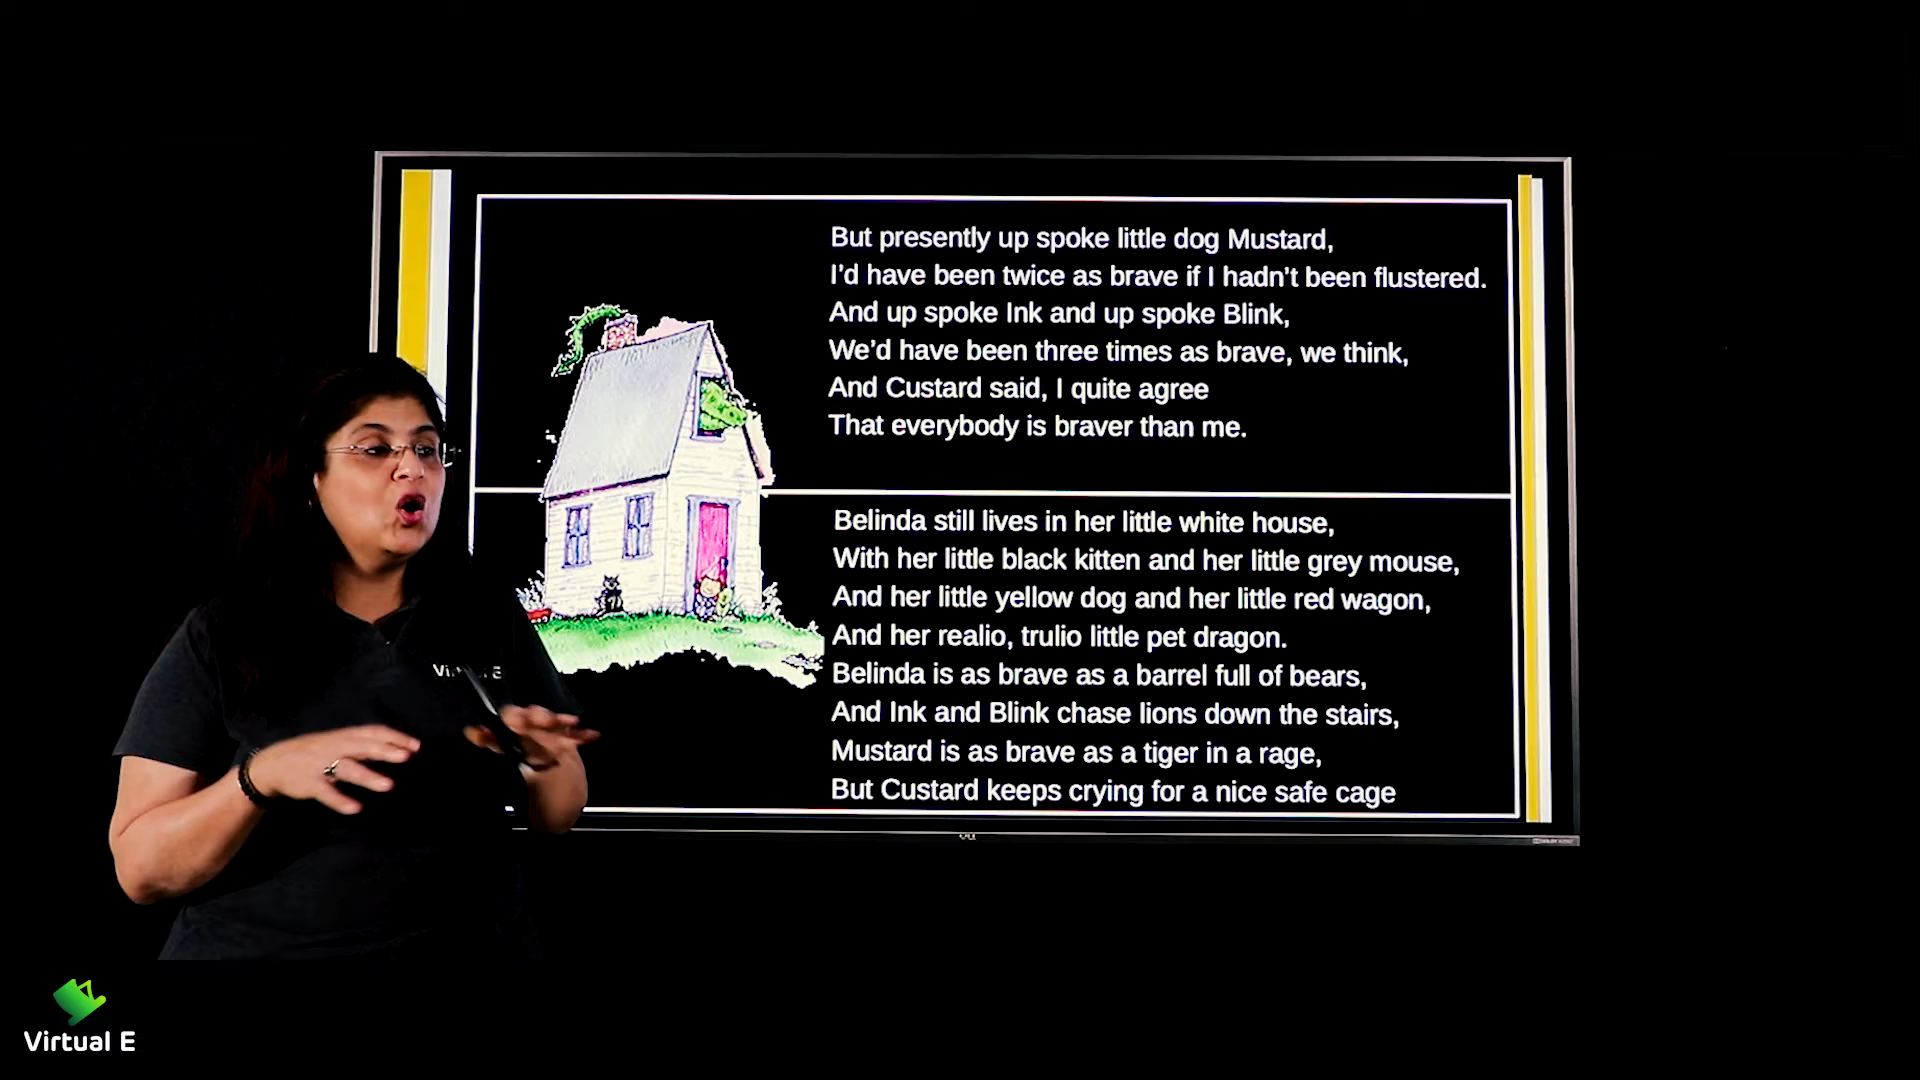 But presently up spoke little dog Mustard,
I’d have been twice as brave if I hadn’t been flustered.
And up spoke Ink and up spoke Blink,
We’d have been three times as brave, we think,
And Custard said, I quite agree
That everybody is braver than me.
Belinda still lives in her little white house,
With her little black kitten and her little grey mouse,
And her little yellow dog and her little red wagon,
And her realio, trulio little pet dragon.
Belinda is as brave as a barrel full of bears,
And Ink and Blink chase lions down the stairs,
Mustard is as brave as a tiger in a rage,
But Custard keeps crying for a nice safe cage
Virtual E